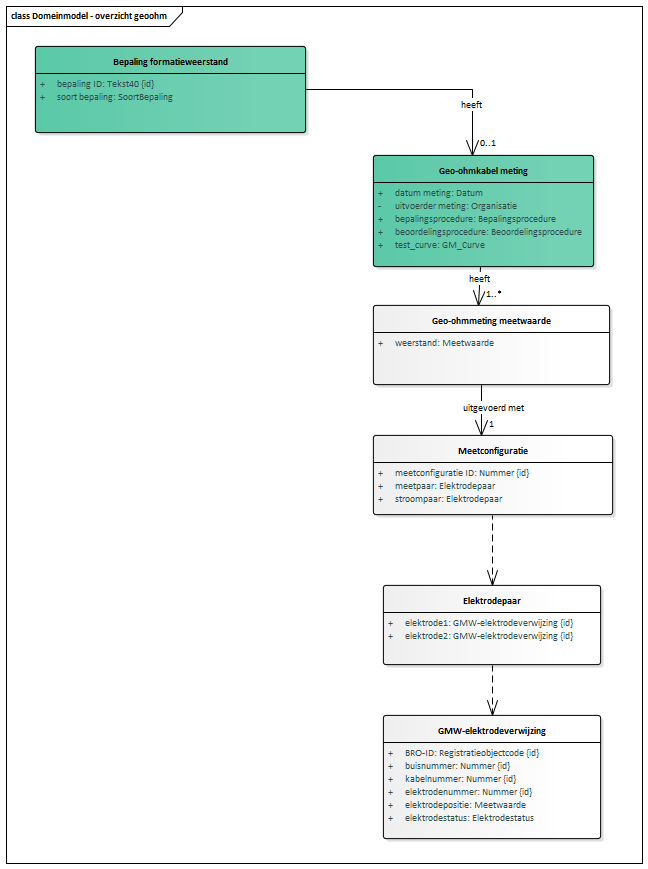 class Domeinmodel - overzicht geoohm
Bepaling formatieweerstand
+ bepaling ID: Tekst40 {id}
+ soort bepaling: SoortBepaling
heeft
0..1
Geo-ohmkabel meting
+ datum meting: Datum
- uitvoerder meting: Organisatie
+ bepalingsprocedure: Bepalingsprocedure
+ beoordelingsprocedure: Beoordelingsprocedure
+ test_curve: GM_Curve
heeft
1..*
Geo-ohmmeting meetwaarde
+ weerstand: Meetwaarde
uitgevoerd met
1
Meetconfiguratie
+ meetconfiguratie ID: Nummer {id}
+ meetpaar: Elektrodepaar
+ stroompaar: Elektrodepaar
Elektrodepaar
+ elektrode1: GMW-elektrodeverwijzing {id}
+ elektrode2: GMW-elektrodeverwijzing {id}
GMW-elektrodeverwijzing
+ BRO-ID: Registratieobjectcode {id}
+ buisnummer: Nummer {id}
+ kabelnummer: Nummer {id}
+ elektrodenummer: Nummer {id}
+ elektrodepositie: Meetwaarde
+ elektrodestatus: Elektrodestatus